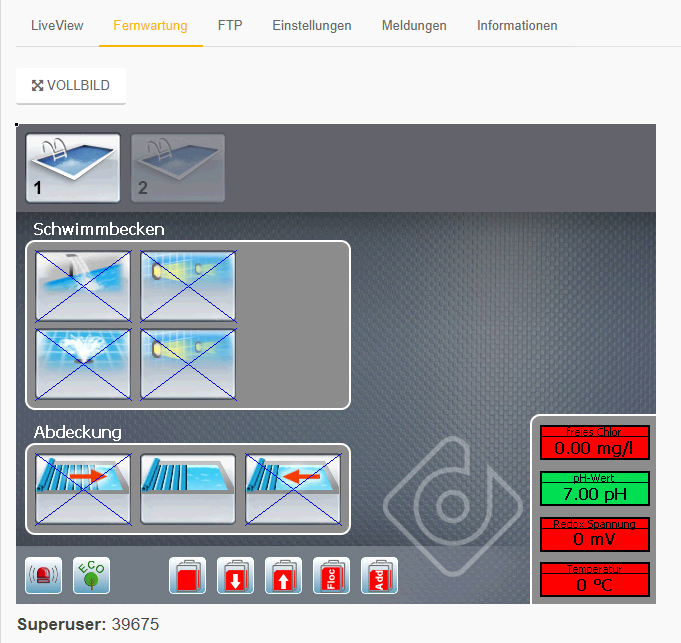 LiveView Fernwartung FTP Einstellungen Meldungen Informationen
VOLLBILD
1 2
Schwimmbecken
Abdeckung
freies Chlor
0.00 mg/l
pH-Wert
7.00 pH
Redox Spannung
0 mV
Temperatur
0 ºC
ECO Floc Add
Superuser: 39675